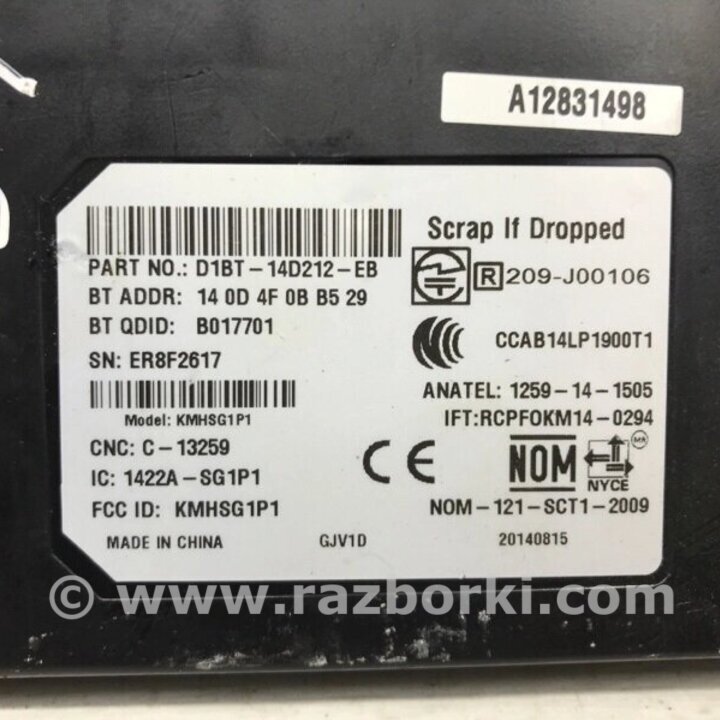 A12831498
Scrap If Dropped
PART NO.: D1BT-14D212-EB
R 209-J00106
BT ADDR: 14 0D 4F 0B B5 29
BT QDID: B017701
CCAB14LP1900T1
SN: ER8F2617
ANATEL: 1259-14-1505
Model: KMHSG1P1
IFT:RCPFOKM14-0294
CNC: C-13259
CE
NOM
MR
NYCE
IC: 1422A-SG1P1
FCC ID: KMHSG1P1
NOM-121-SCT1-2009
MADE IN CHINA GJV1D 20140815
© www.razborki.com